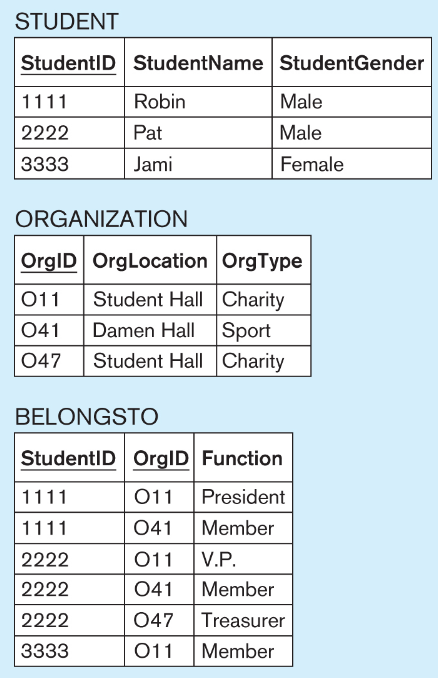 STUDENT
StudentID StudentName StudentGender
1111 Robin Male
2222 Pat Male
3333 Jami Female
ORGANIZATION
OrgID OrgLocation OrgType
O11 Student Hall Charity
O41 Damen Hall Sport
O47 Student Hall Charity
BELONGSTO
StudentID OrgID Function
1111 O11 President
1111 O41 Member
2222 O11 V.P.
2222 O41 Member
2222 O47 Treasurer
3333 O11 Member